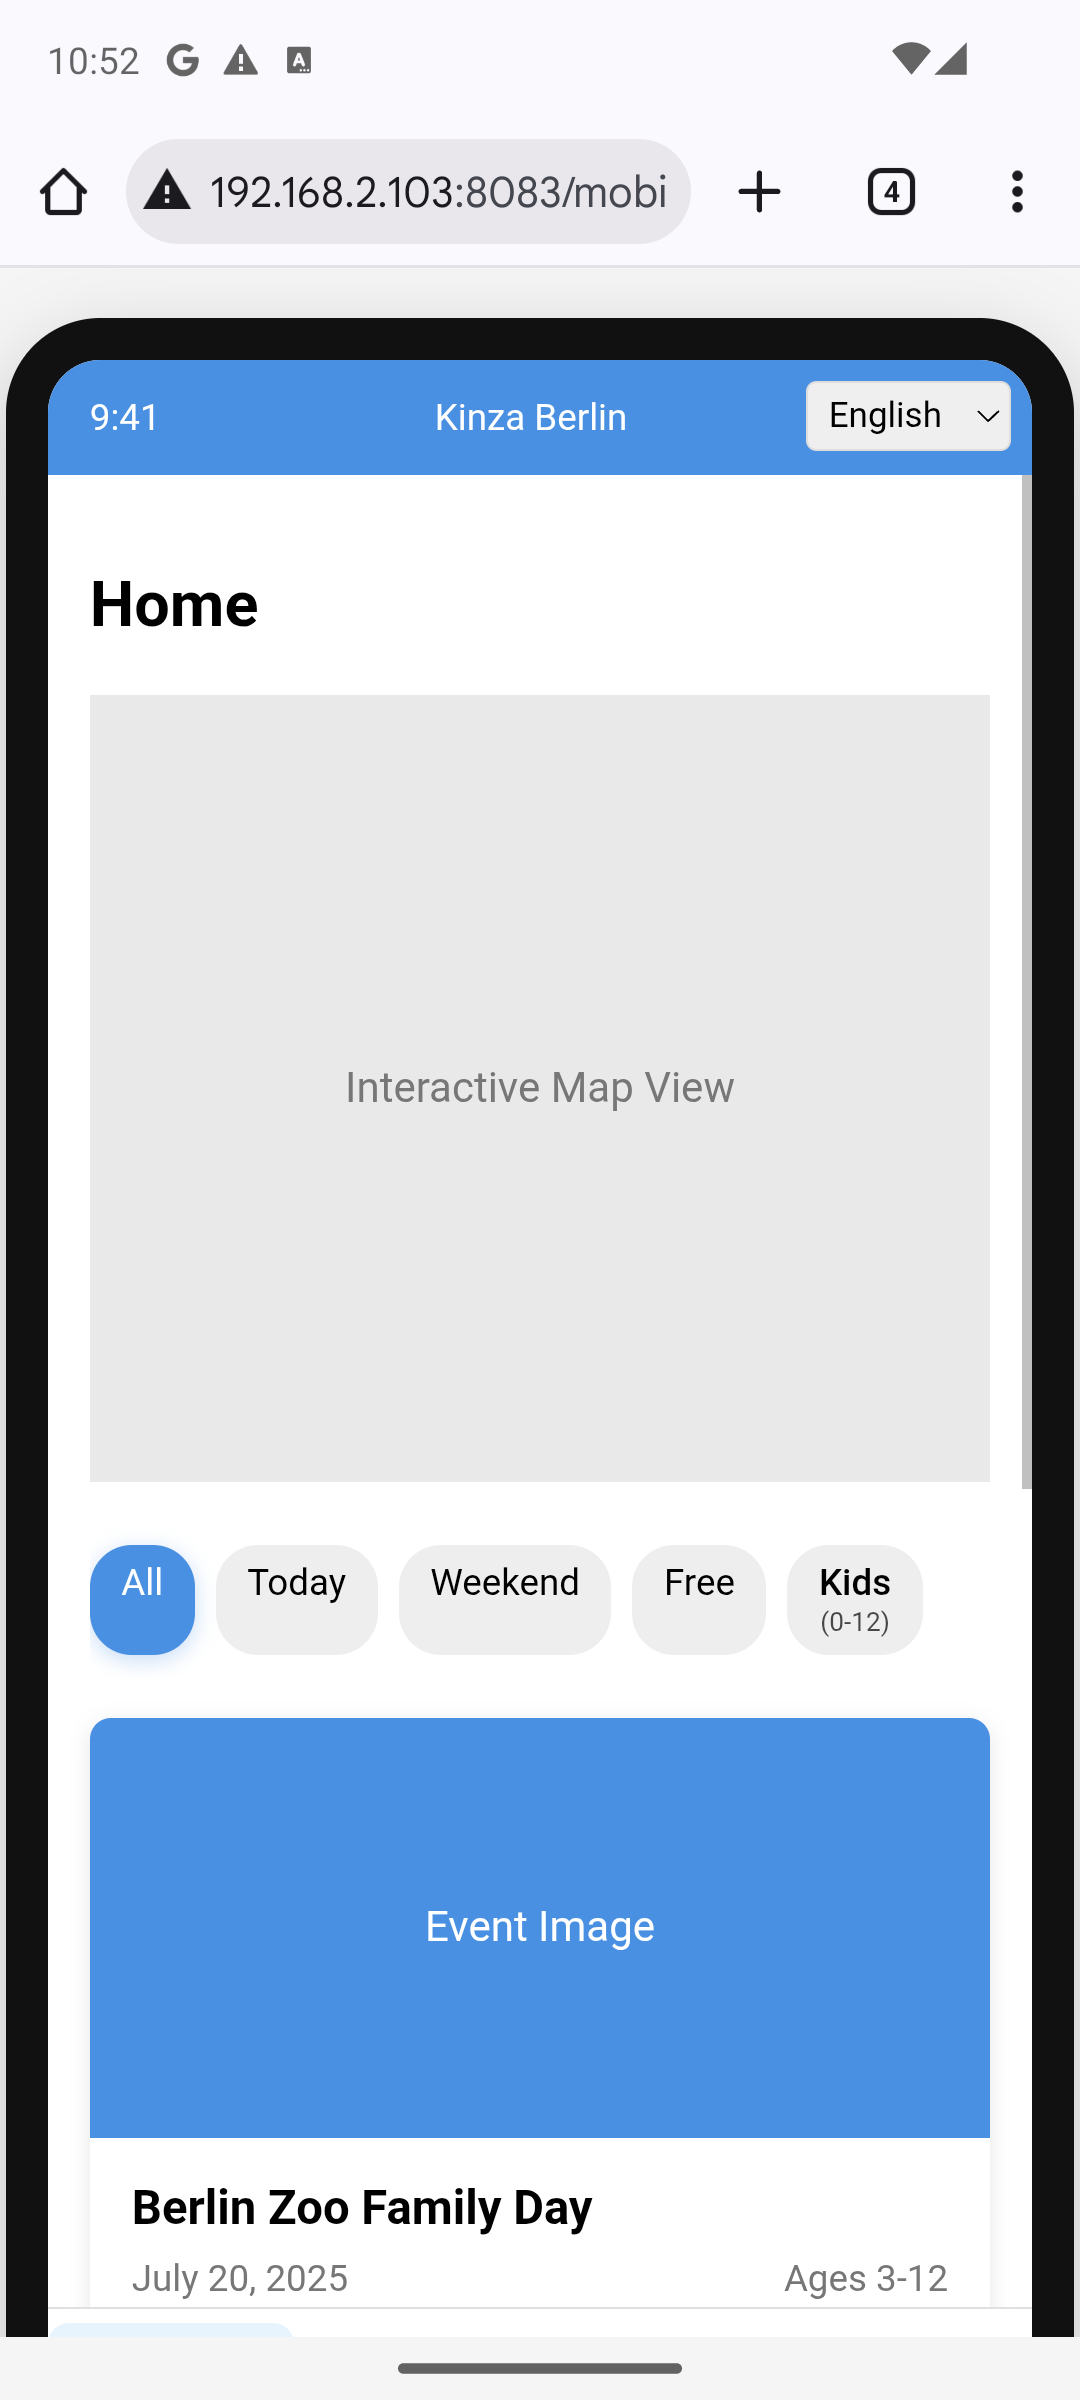 10:52
192.168.2.103:8083/mobi
4
9:41
Kinza Berlin
English
Home
Interactive Map View
All
Today
Weekend
Free
Kids
(0-12)
Event Image
Berlin Zoo Family Day
July 20, 2025
Ages 3-12